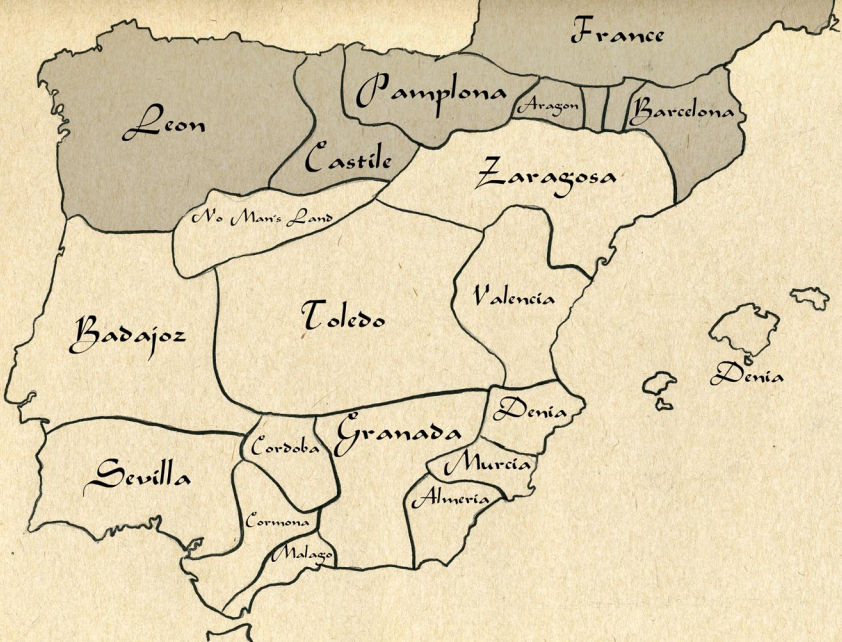 France
Leon
Pamplona
Aragon
Barcelona
Castile
Zaragosa
No Man's Land
Valencia
Toledo
Badajoz
Denia
Denia
Granada
Cordoba
Murcia
Sevilla
Almeria
Cormona
Malago